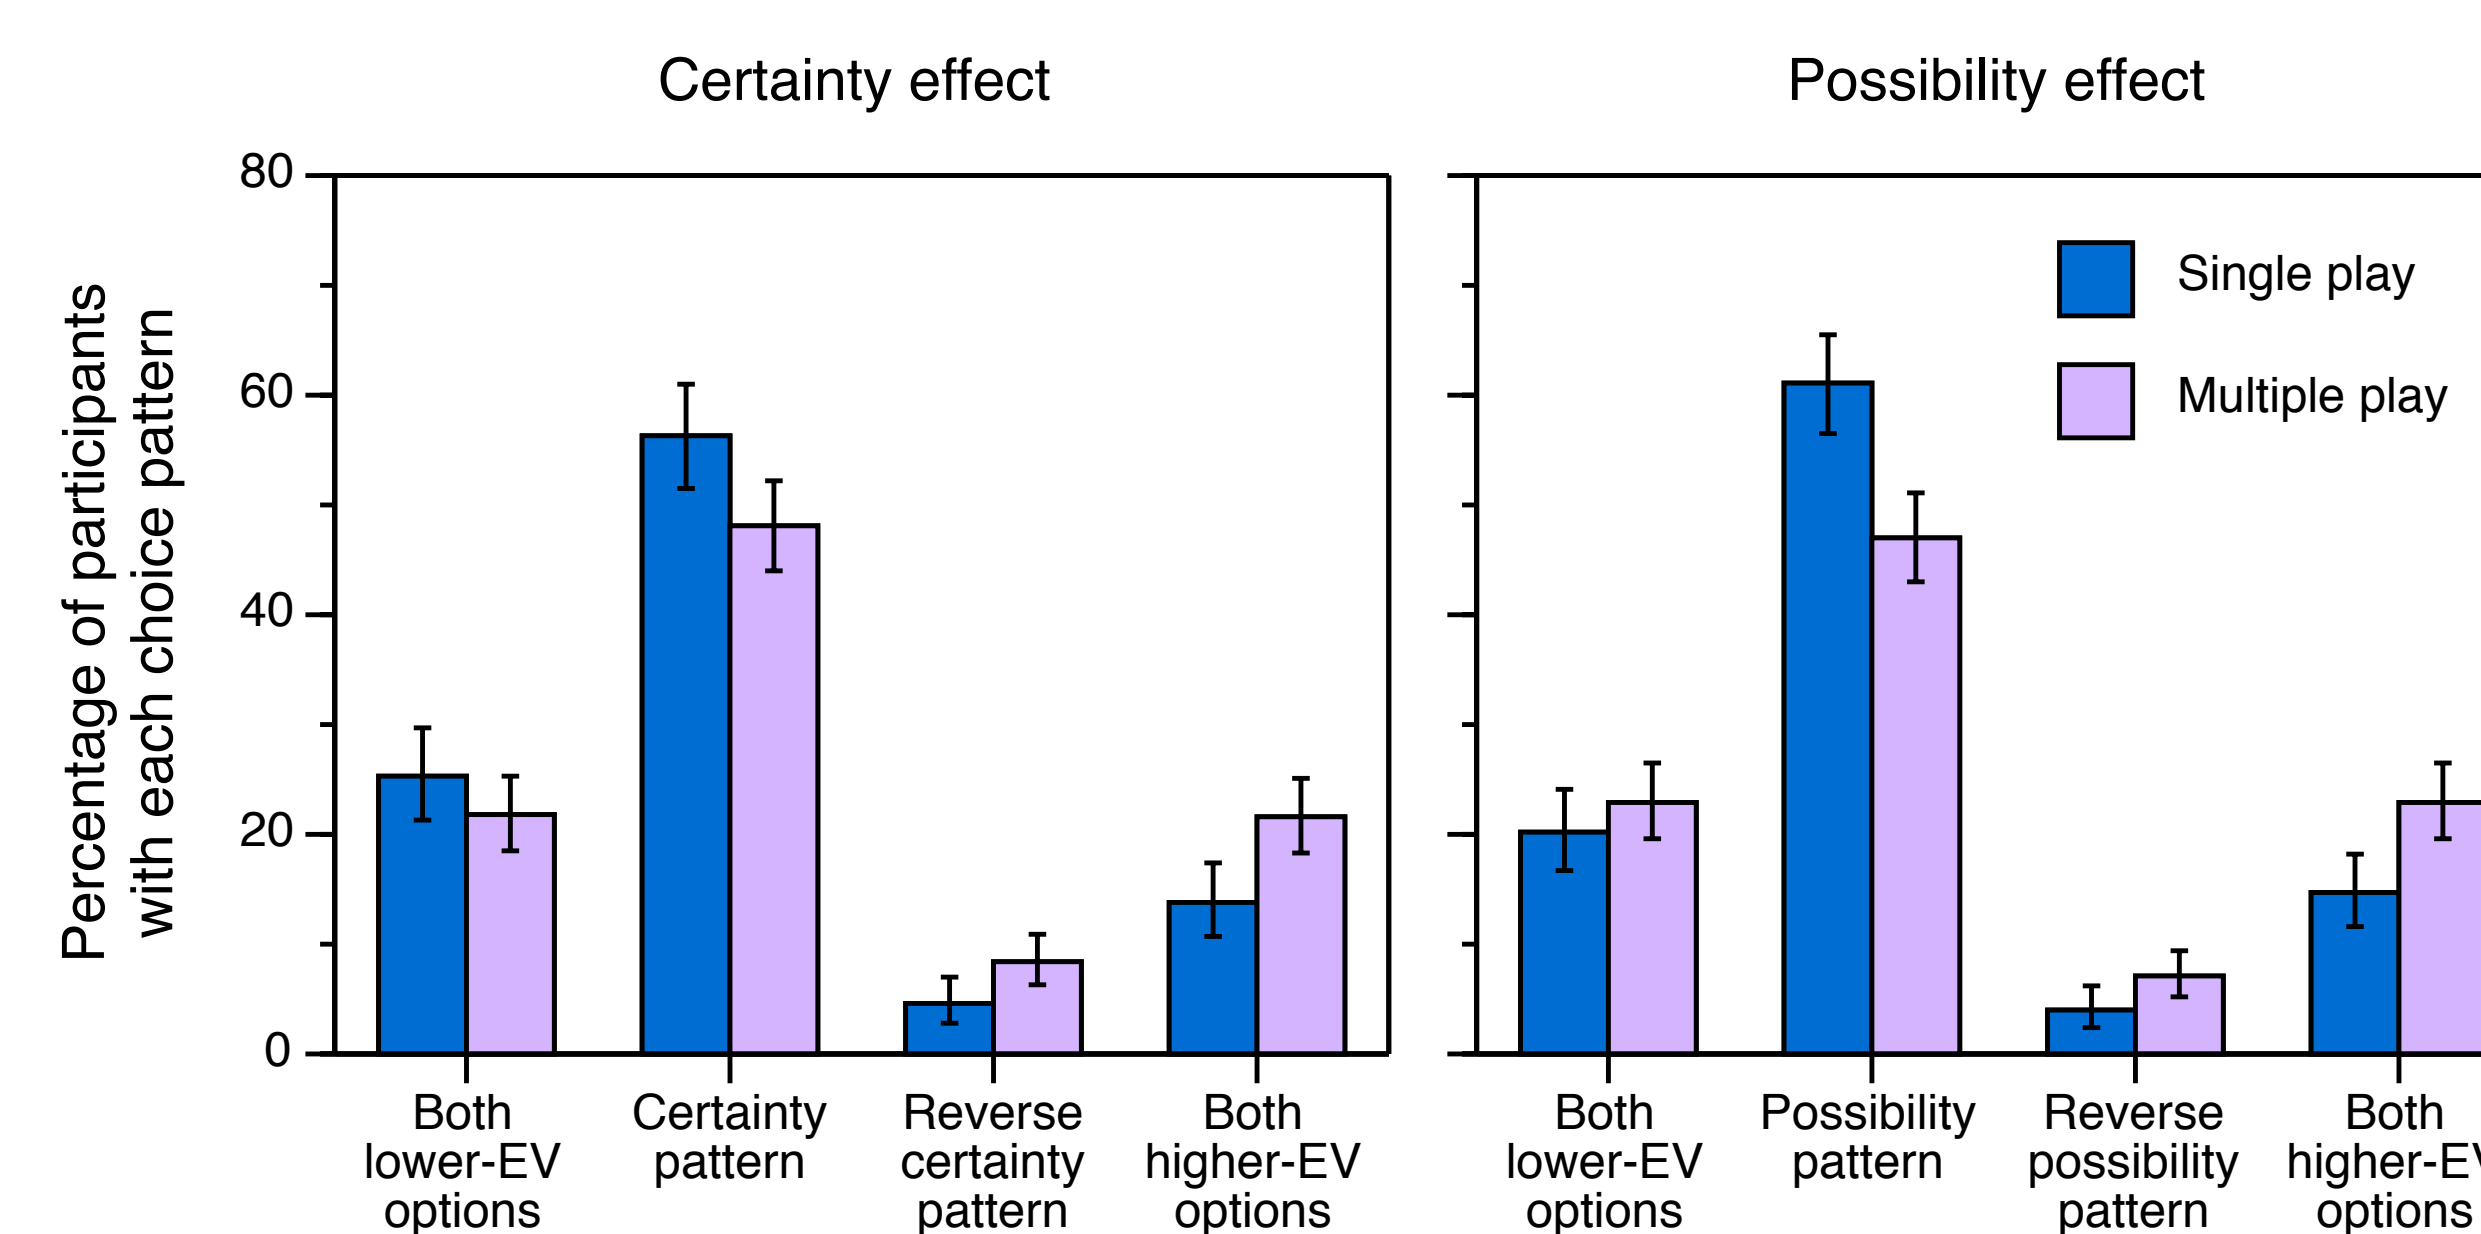 Certainty effect
Possibility effect
Percentage of participants
with each choice pattern
80
60
40
20
0
Single play
Multiple play
Both
lower-EV
options
Certainty
pattern
Reverse
certainty
pattern
Both
higher-EV
options
Both
lower-EV
options
Possibility
pattern
Reverse
possibility
pattern
Both
higher-EV
options